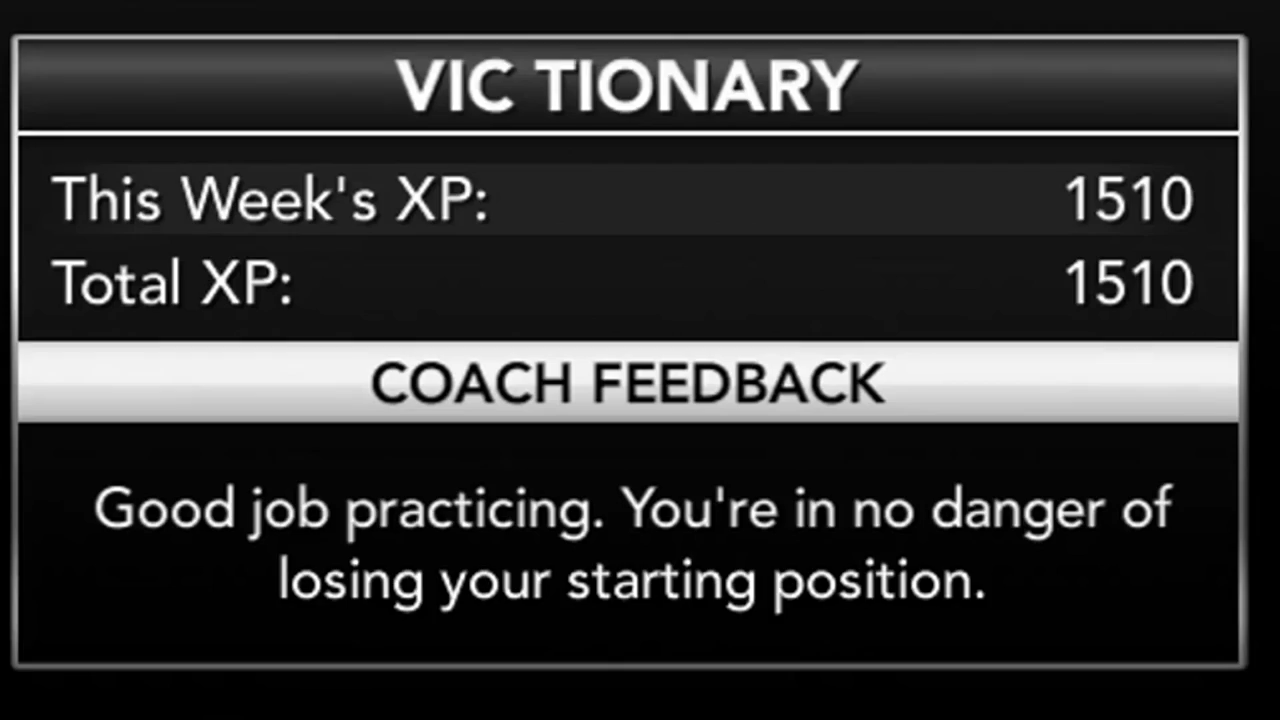 VIC TIONARY
This Week's XP: 1510
Total XP: 1510
COACH FEEDBACK
Good job practicing. You're in no danger of
losing your starting position.